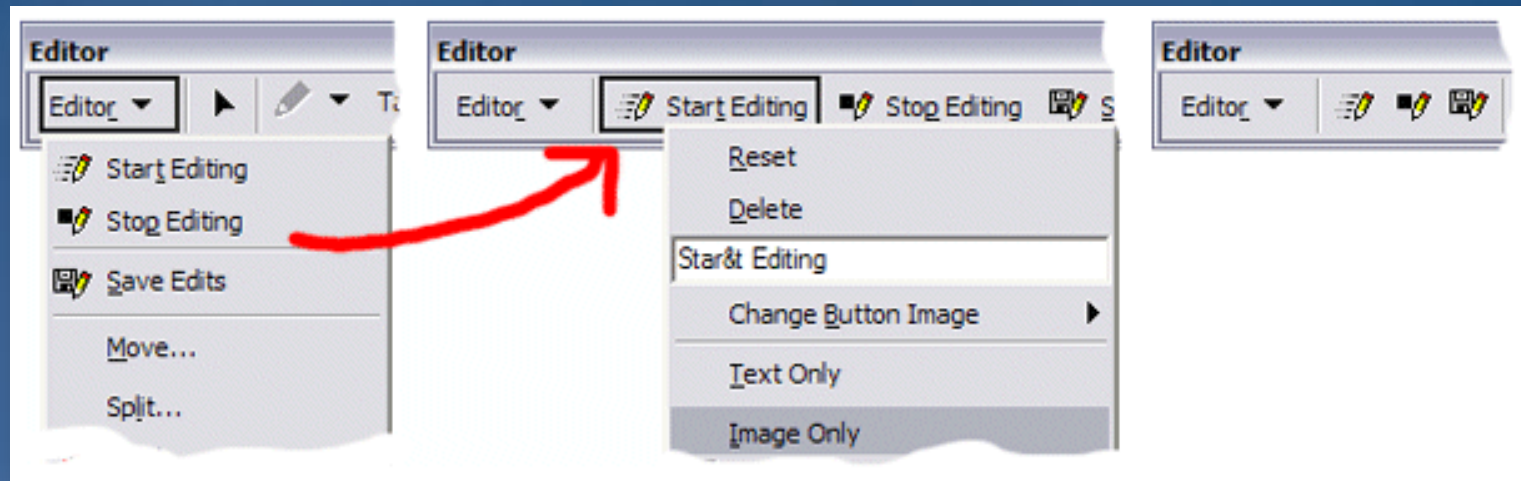 Editor
Editor Ta
Start Editing
Stop Editing
Save Edits
Move...
Split...
Editor
Editor Start Editing Stop Editing S
Reset
Delete
Star&t Editing
Change Button Image
Text Only
Image Only
Editor
Editor